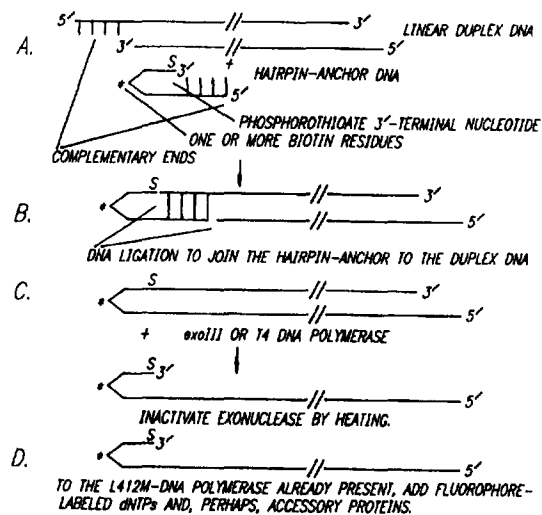 A.
5′ 3′ LINEAR DUPLEX DNA
3′ 5′
+
S 3′ HAIRPIN-ANCHOR DNA
* 5′
PHOSPHOROTHIOATE 3′-TERMINAL NUCLEOTIDE
ONE OR MORE BIOTIN RESIDUES
COMPLEMENTARY ENDS
B.
S 3′
* 5′
DNA LIGATION TO JOIN THE HAIRPIN-ANCHOR TO THE DUPLEX DNA
C.
S 3′
* 5′
+ exoIII OR T4 DNA POLYMERASE
S 3′
* 5′
INACTIVATE EXONUCLEASE BY HEATING.
D.
S 3′
* 5′
TO THE L412M-DNA POLYMERASE ALREADY PRESENT, ADD FLUOROPHORE-
LABELED dNTPs AND, PERHAPS, ACCESSORY PROTEINS.